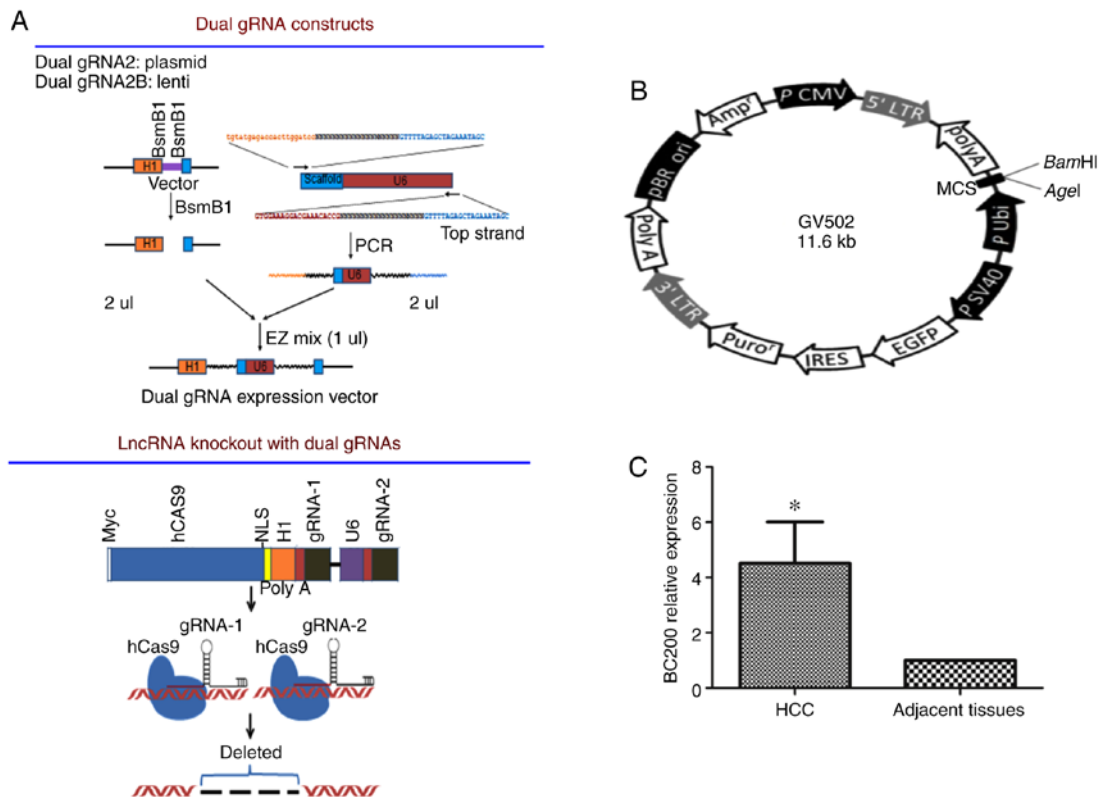 A
Dual gRNA constructs
Dual gRNA2: plasmid
Dual gRNA2B: lenti
BsmB1
BsmB1
H1
Vector
BsmB1
H1
2 ul
Scaffold
U6
Top strand
PCR
U6
2 ul
EZ mix (1 ul)
H1
U6
Dual gRNA expression vector
LncRNA knockout with dual gRNAs
Myc
hCAS9
NLS
H1
gRNA-1
U6
gRNA-2
Poly A
gRNA-1
gRNA-2
hCas9
hCas9
Deleted
B
P CMV
5' LTR
polyA
BamHI
AgeI
MCS
P Ubi
P SV40
EGFP
IRES
Puroʳ
3' LTR
Poly A
pBR ori
Ampʳ
GV502
11.6 kb
C
BC200 relative expression
8
6
4
2
0
*
HCC
Adjacent tissues